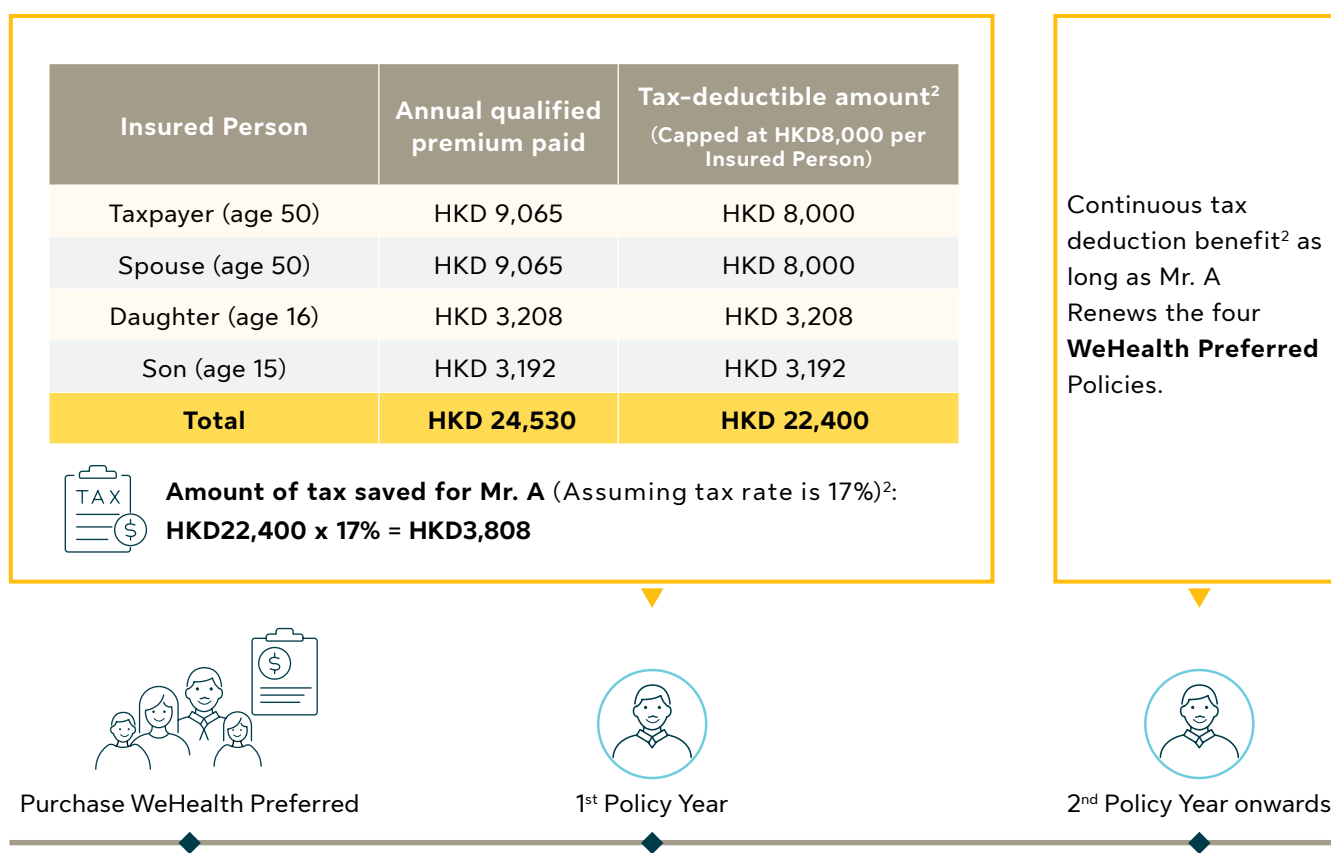 Insured Person
Annual qualified
premium paid
Tax-deductible amount²
(Capped at HKD8,000 per
Insured Person)
Taxpayer (age 50) HKD 9,065 HKD 8,000
Spouse (age 50) HKD 9,065 HKD 8,000
Daughter (age 16) HKD 3,208 HKD 3,208
Son (age 15) HKD 3,192 HKD 3,192
Total HKD 24,530 HKD 22,400
TAX
$
Amount of tax saved for Mr. A (Assuming tax rate is 17%)²:
HKD22,400 x 17% = HKD3,808
Continuous tax
deduction benefit² as
long as Mr. A
Renews the four
WeHealth Preferred
Policies.
$
Purchase WeHealth Preferred
1st Policy Year
2nd Policy Year onwards